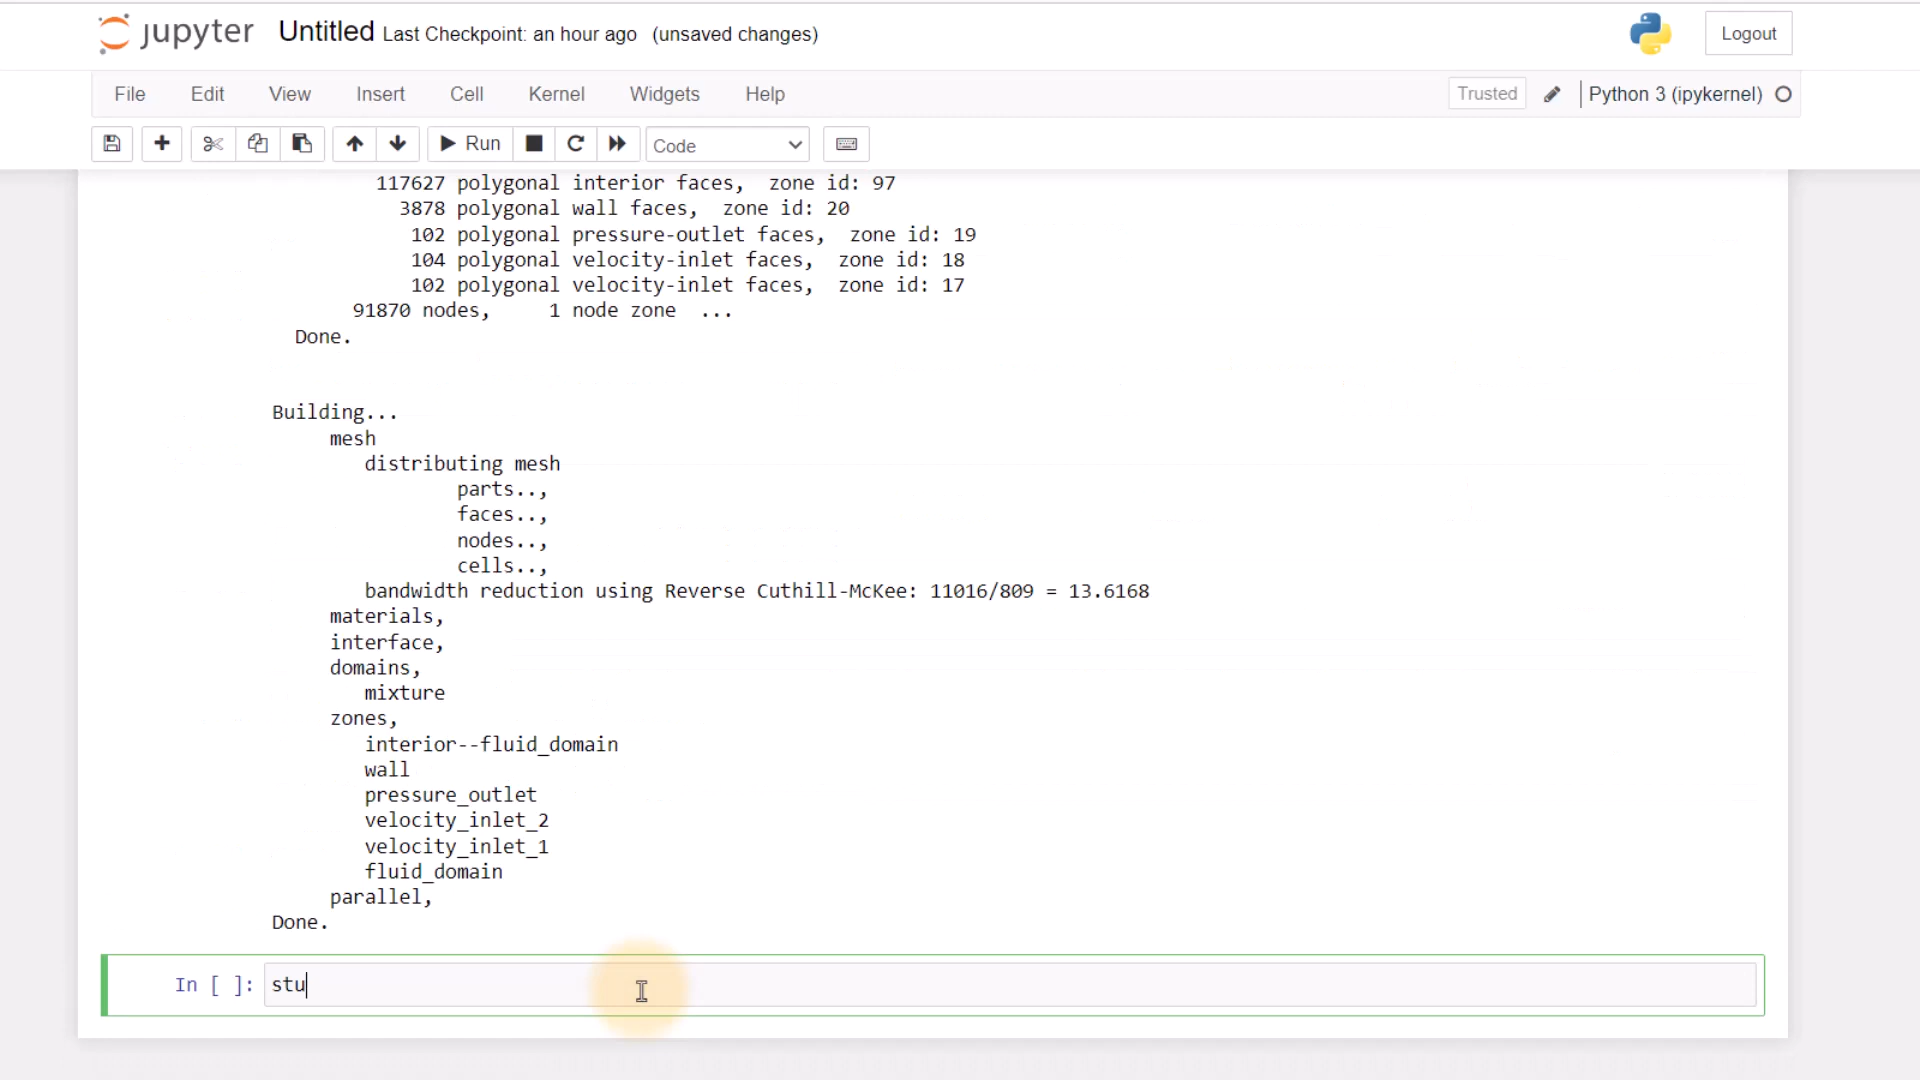 jupyter Untitled Last Checkpoint: an hour ago (unsaved changes) Logout
File Edit View Insert Cell Kernel Widgets Help Trusted Python 3 (ipykernel)
Run Code
117627 polygonal interior faces, zone id: 97
3878 polygonal wall faces, zone id: 20
102 polygonal pressure-outlet faces, zone id: 19
104 polygonal velocity-inlet faces, zone id: 18
102 polygonal velocity-inlet faces, zone id: 17
91870 nodes, 1 node zone ...
Done.
Building...
mesh
distributing mesh
parts..,
faces..,
nodes..,
cells..,
bandwidth reduction using Reverse Cuthill-McKee: 11016/809 = 13.6168
materials,
interface,
domains,
mixture
zones,
interior--fluid_domain
wall
pressure_outlet
velocity_inlet_2
velocity_inlet_1
fluid_domain
parallel,
Done.
In [ ]: stu